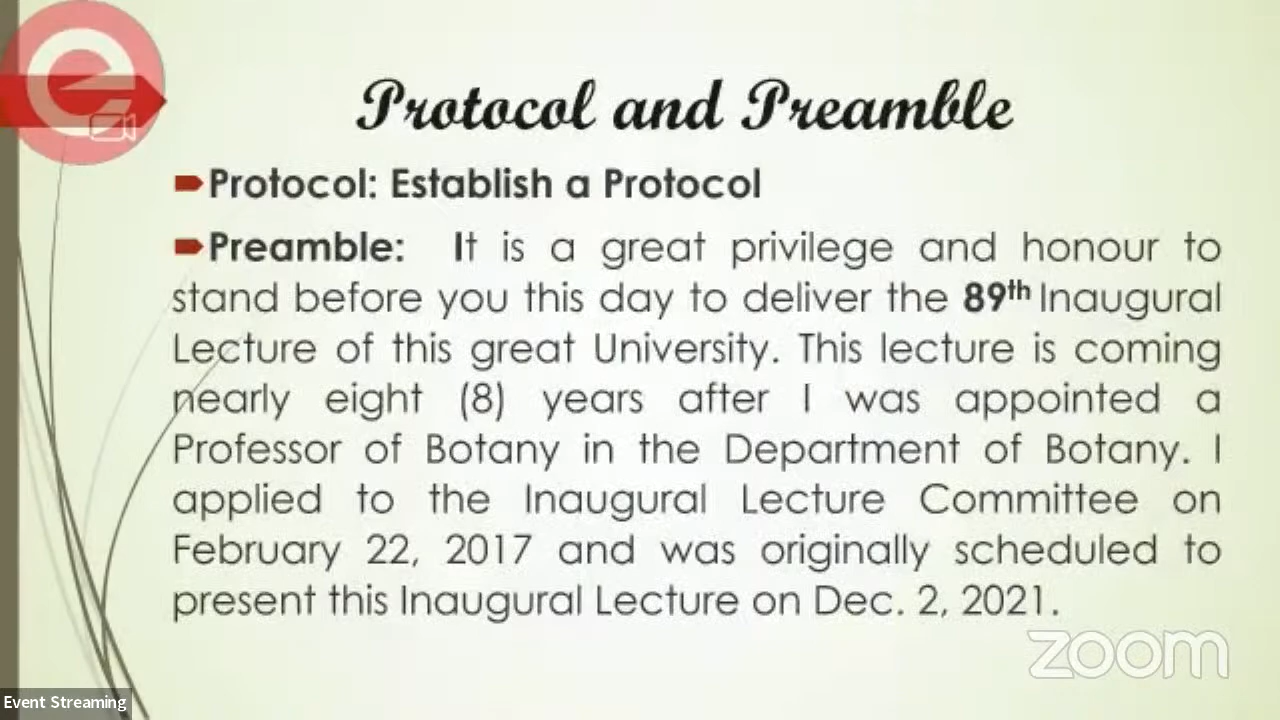 Protocol and Preamble
Protocol: Establish a Protocol
Preamble: It is a great privilege and honour to
stand before you this day to deliver the 89th Inaugural
Lecture of this great University. This lecture is coming
nearly eight (8) years after I was appointed a
Professor of Botany in the Department of Botany. I
applied to the Inaugural Lecture Committee on
February 22, 2017 and was originally scheduled to
present this Inaugural Lecture on Dec. 2, 2021.
zoom
Event Streaming